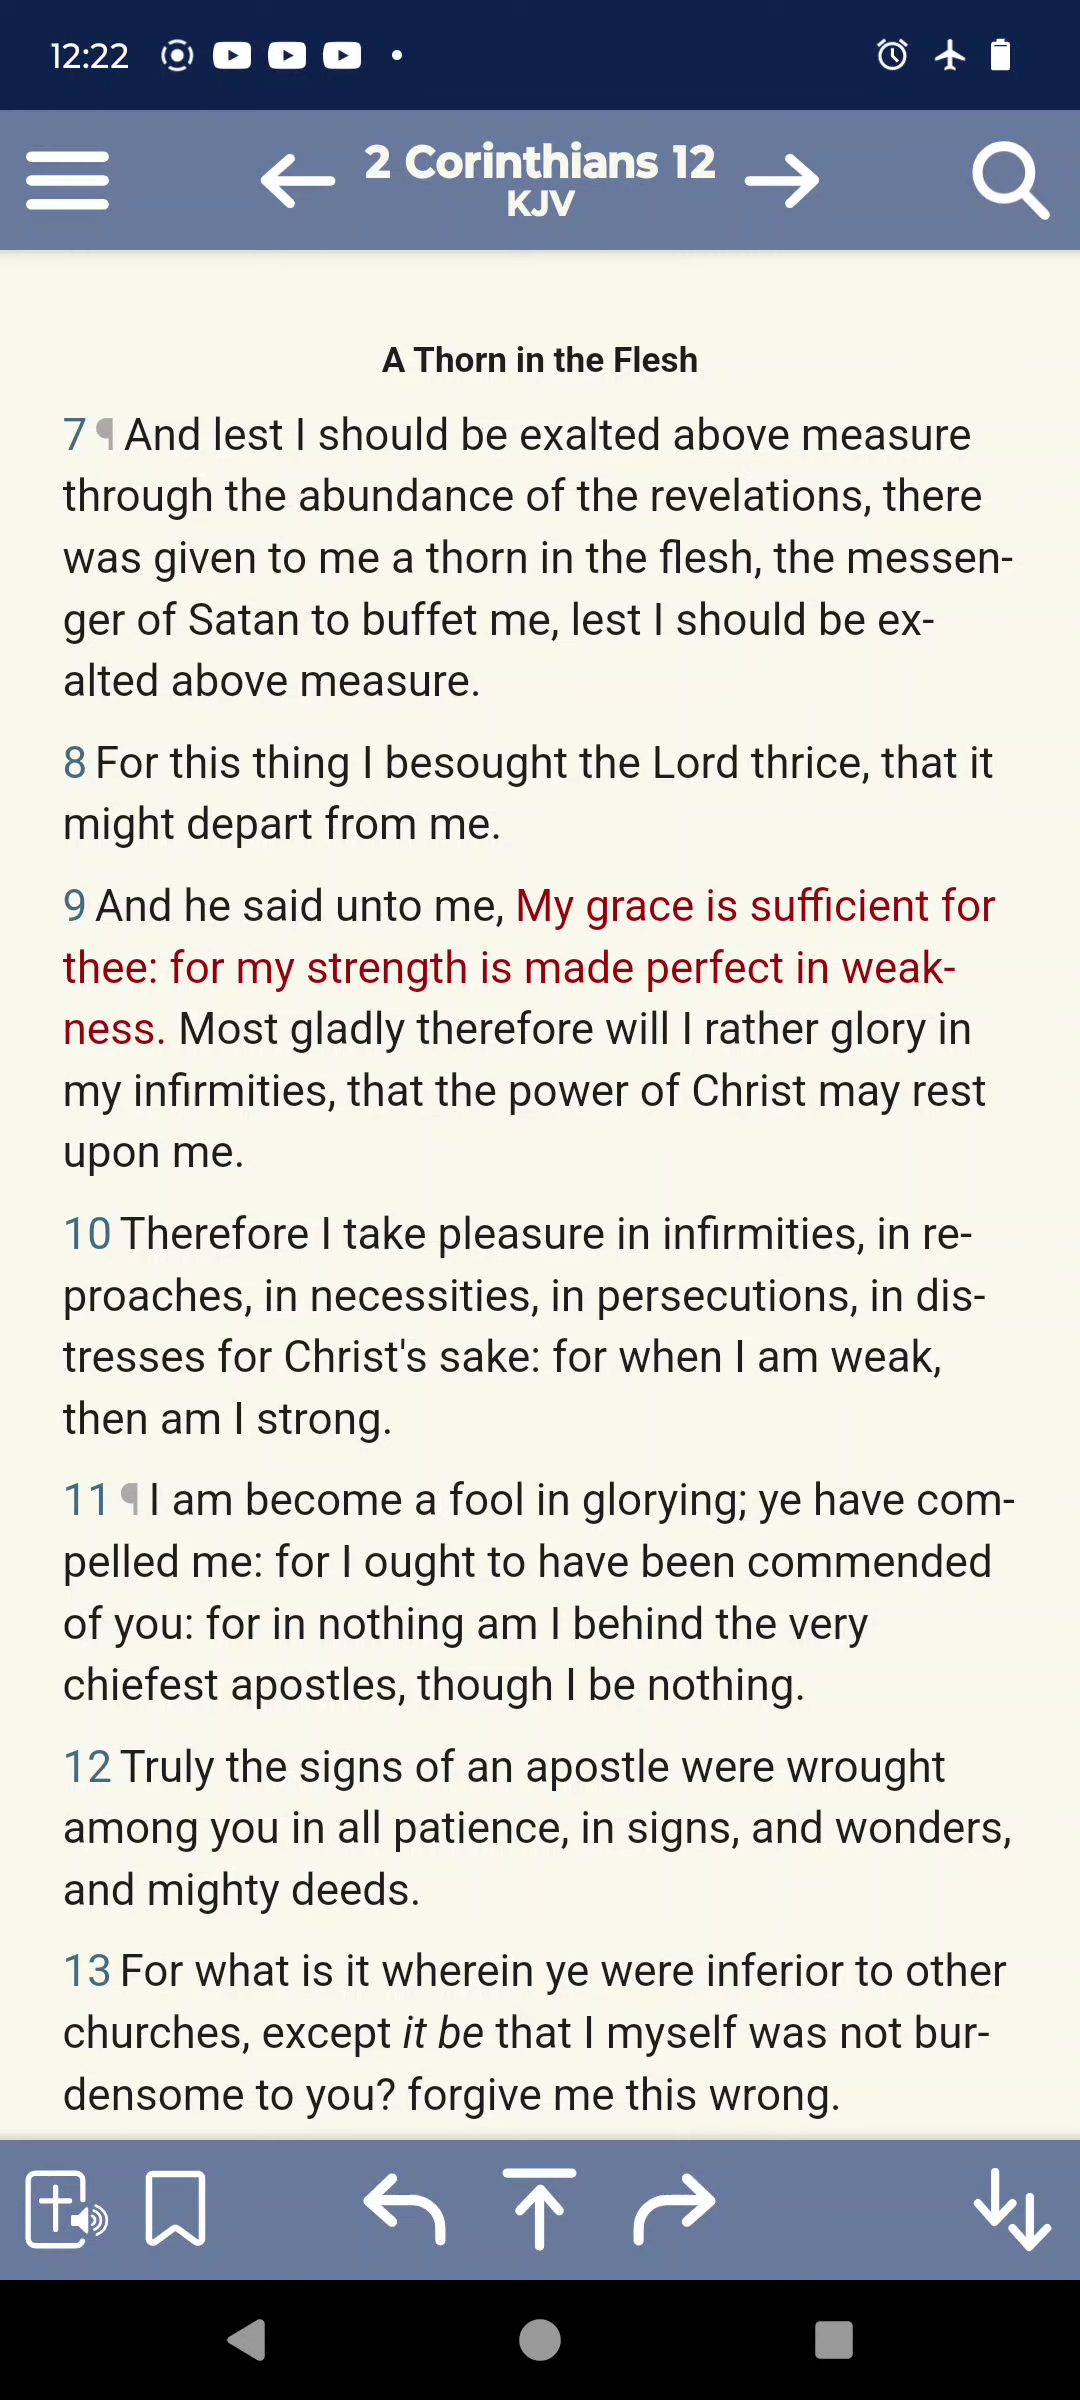 12:22
2 Corinthians 12
KJV
A Thorn in the Flesh
7 ¶ And lest I should be exalted above measure
through the abundance of the revelations, there
was given to me a thorn in the flesh, the messen-
ger of Satan to buffet me, lest I should be ex-
alted above measure.
8 For this thing I besought the Lord thrice, that it
might depart from me.
9 And he said unto me, My grace is sufficient for
thee: for my strength is made perfect in weak-
ness. Most gladly therefore will I rather glory in
my infirmities, that the power of Christ may rest
upon me.
10 Therefore I take pleasure in infirmities, in re-
proaches, in necessities, in persecutions, in dis-
tresses for Christ's sake: for when I am weak,
then am I strong.
11 ¶ I am become a fool in glorying; ye have com-
pelled me: for I ought to have been commended
of you: for in nothing am I behind the very
chiefest apostles, though I be nothing.
12 Truly the signs of an apostle were wrought
among you in all patience, in signs, and wonders,
and mighty deeds.
13 For what is it wherein ye were inferior to other
churches, except it be that I myself was not bur-
densome to you? forgive me this wrong.